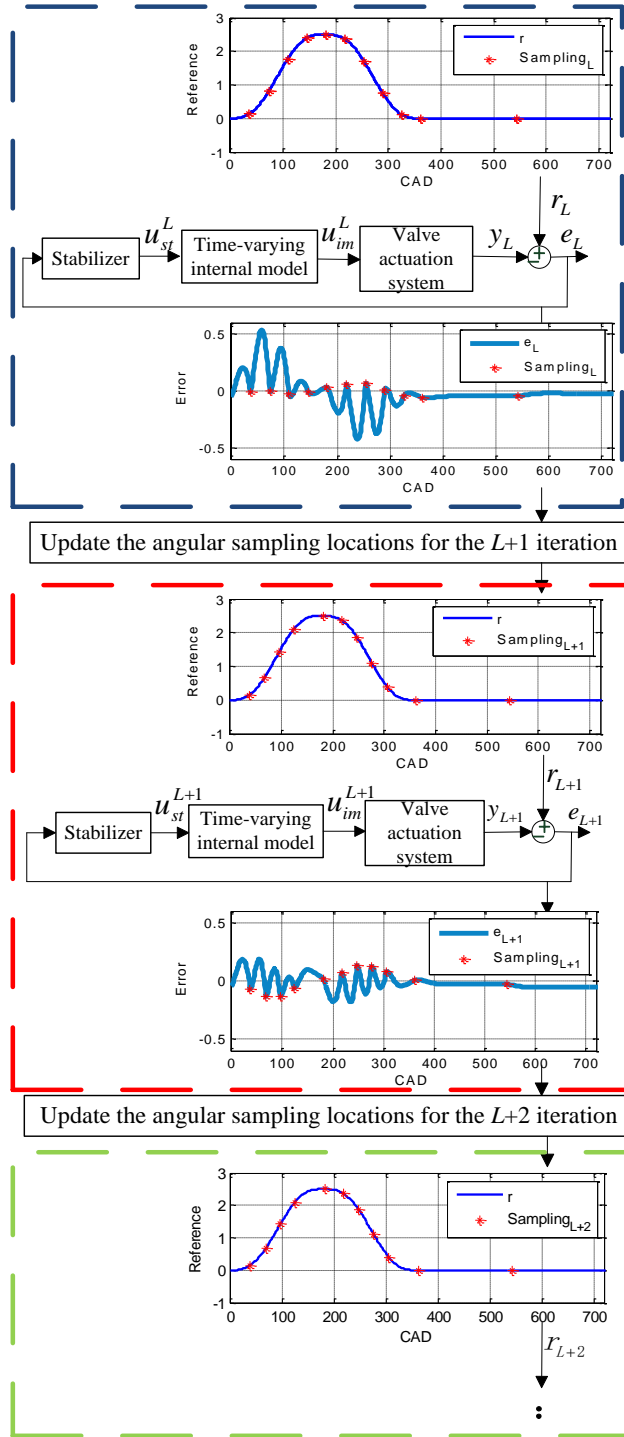 3
2
1
0
-1
Reference
r
Sampling_L
0 100 200 300 400 500 600 700
CAD
r_L
Stabilizer
u_st^L
Time-varying
internal model
u_im^L
Valve
actuation
system
y_L
+
−
e_L
0.5
0
-0.5
Error
e_L
Sampling_L
0 100 200 300 400 500 600 700
CAD
Update the angular sampling locations for the L+1 iteration
3
2
1
0
-1
Reference
r
Sampling_L+1
0 100 200 300 400 500 600 700
CAD
r_L+1
Stabilizer
u_st^L+1
Time-varying
internal model
u_im^L+1
Valve
actuation
system
y_L+1
+
−
e_L+1
0.5
0
-0.5
Error
e_L+1
Sampling_L+1
0 100 200 300 400 500 600 700
CAD
Update the angular sampling locations for the L+2 iteration
3
2
1
0
-1
Reference
r
Sampling_L+2
0 100 200 300 400 500 600 700
CAD
r_L+2
: